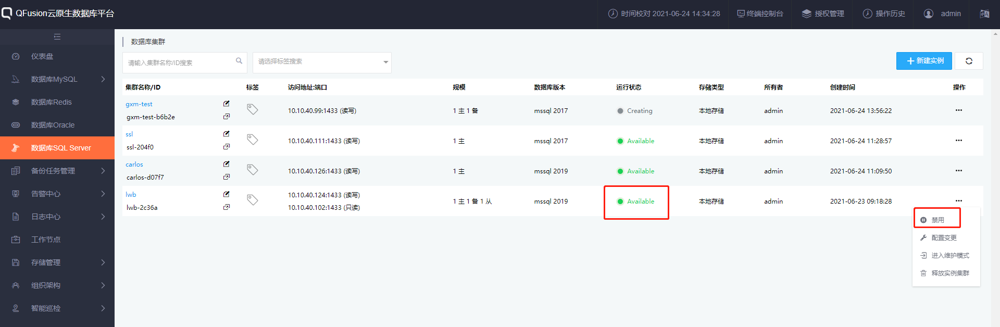 QFusion云原生数据库平台
时间校对 2021-06-24 14:34:28
终端控制台
授权管理
操作历史
admin
仪表盘
数据库MySQL
数据库Redis
数据库Oracle
数据库SQL Server
备份任务管理
告警中心
日志中心
工作节点
存储管理
组织架构
智能巡检
数据库集群
请输入集群名称/ID搜索
请选择标签搜索
新建实例
集群名称/ID 标签 访问地址:端口 规模 数据库版本 运行状态 存储类型 所有者 创建时间 操作
gxm-test
gxm-test-b6b2e
10.10.40.99:1433 (读写) 1 主 1 备 mssql 2017 Creating 本地存储 admin 2021-06-24 13:56:22
ssl
ssl-204f0
10.10.40.111:1433 (读写) 1 主 mssql 2017 Available 本地存储 admin 2021-06-24 11:28:57
carlos
carlos-d07f7
10.10.40.126:1433 (读写) 1 主 mssql 2019 Available 本地存储 admin 2021-06-24 11:09:50
lwb
lwb-2c36a
10.10.40.124:1433 (读写)
10.10.40.102:1433 (只读)
1 主 1 备 1 从 mssql 2019 Available 本地存储 admin 2021-06-23 09:18:28
禁用
配置变更
进入维护模式
释放实例集群